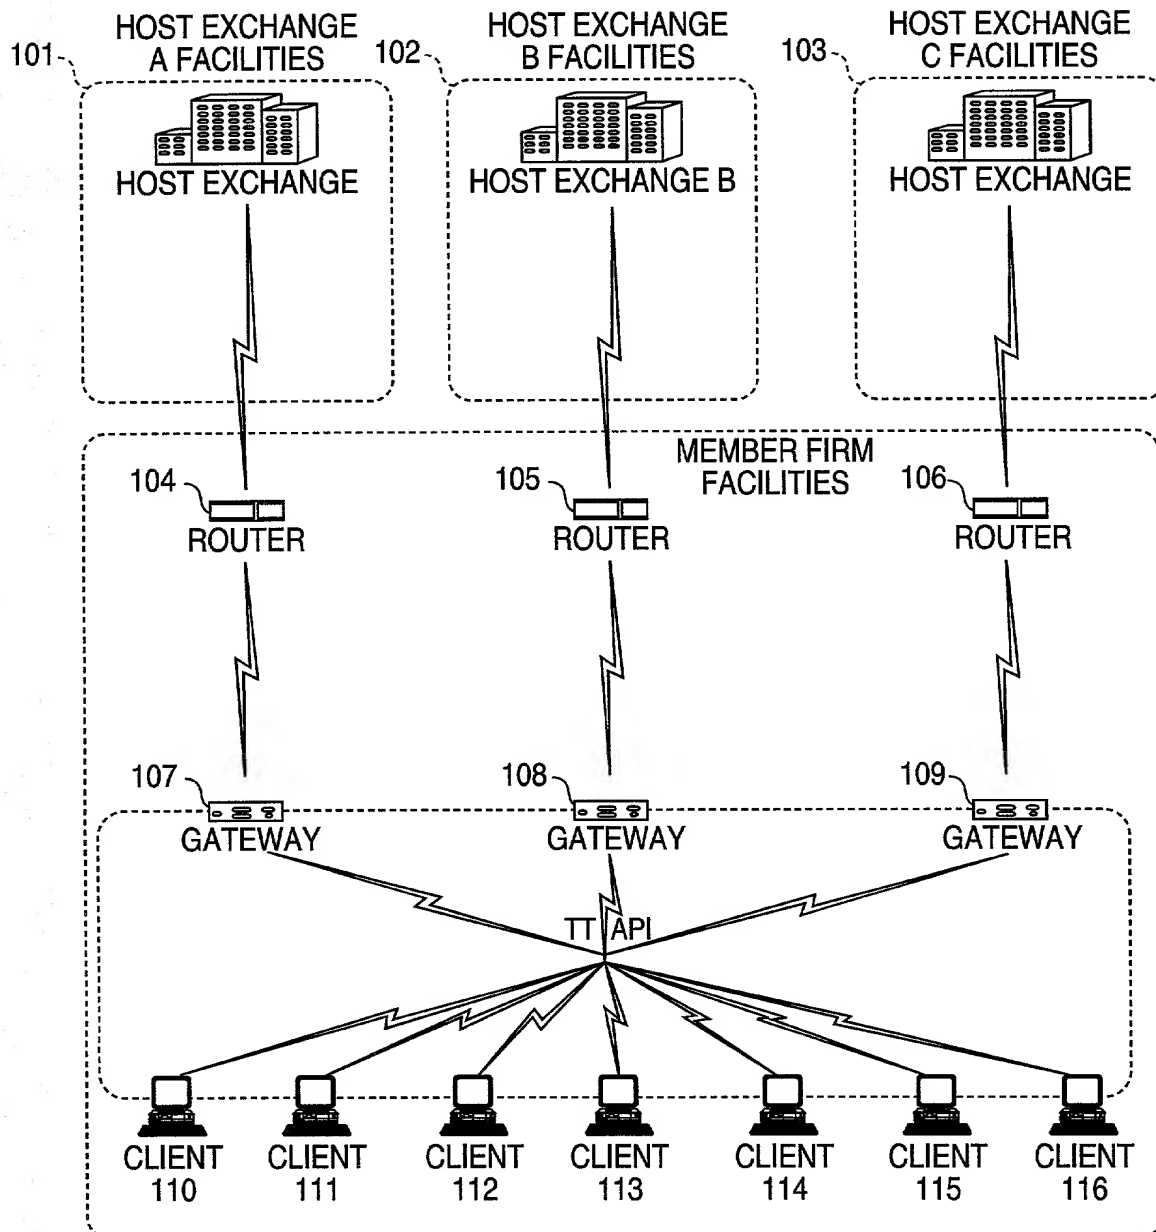 HOST EXCHANGE
A FACILITIES
HOST EXCHANGE
B FACILITIES
HOST EXCHANGE
C FACILITIES
101
102
103
HOST EXCHANGE
HOST EXCHANGE B
HOST EXCHANGE
MEMBER FIRM
FACILITIES
104
105
106
ROUTER
ROUTER
ROUTER
107
108
109
GATEWAY
GATEWAY
GATEWAY
TT API
CLIENT
110
CLIENT
111
CLIENT
112
CLIENT
113
CLIENT
114
CLIENT
115
CLIENT
116